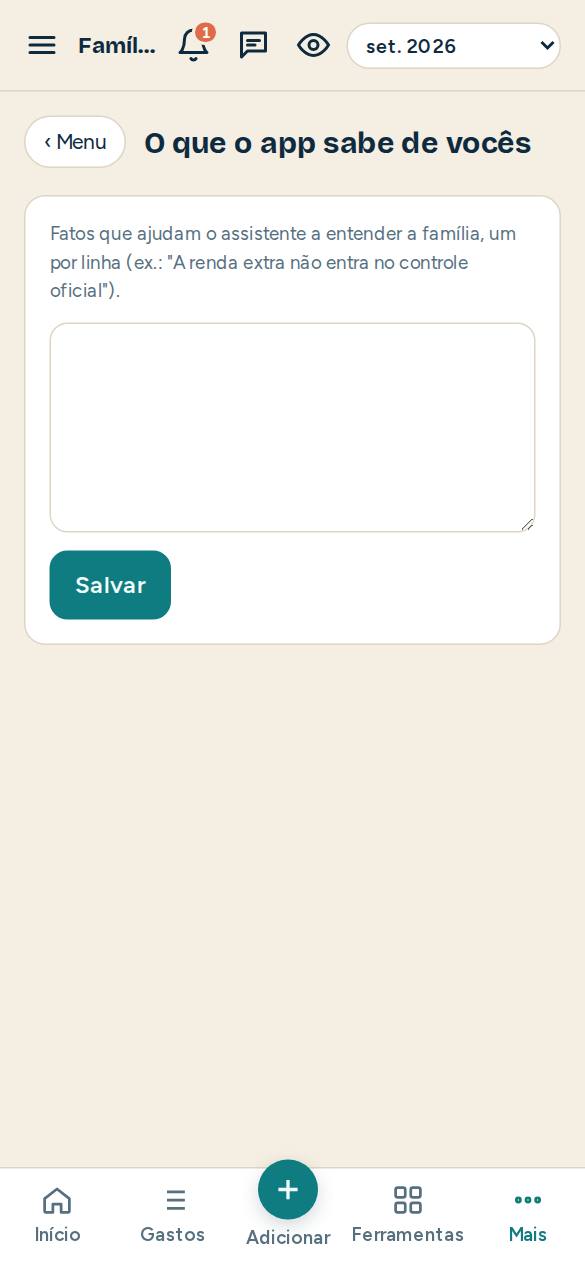 Famíl...
1
set. 2026
‹ Menu
O que o app sabe de vocês
Fatos que ajudam o assistente a entender a família, um
por linha (ex.: "A renda extra não entra no controle
oficial").
Salvar
Início
Gastos
Adicionar
Ferramentas
Mais